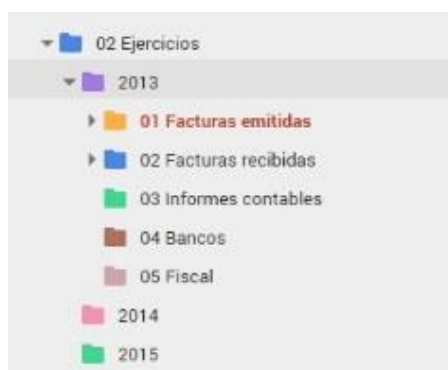 02 Ejercicios
2013
01 Facturas emitidas
02 Facturas recibidas
03 Informes contables
04 Bancos
05 Fiscal
2014
2015